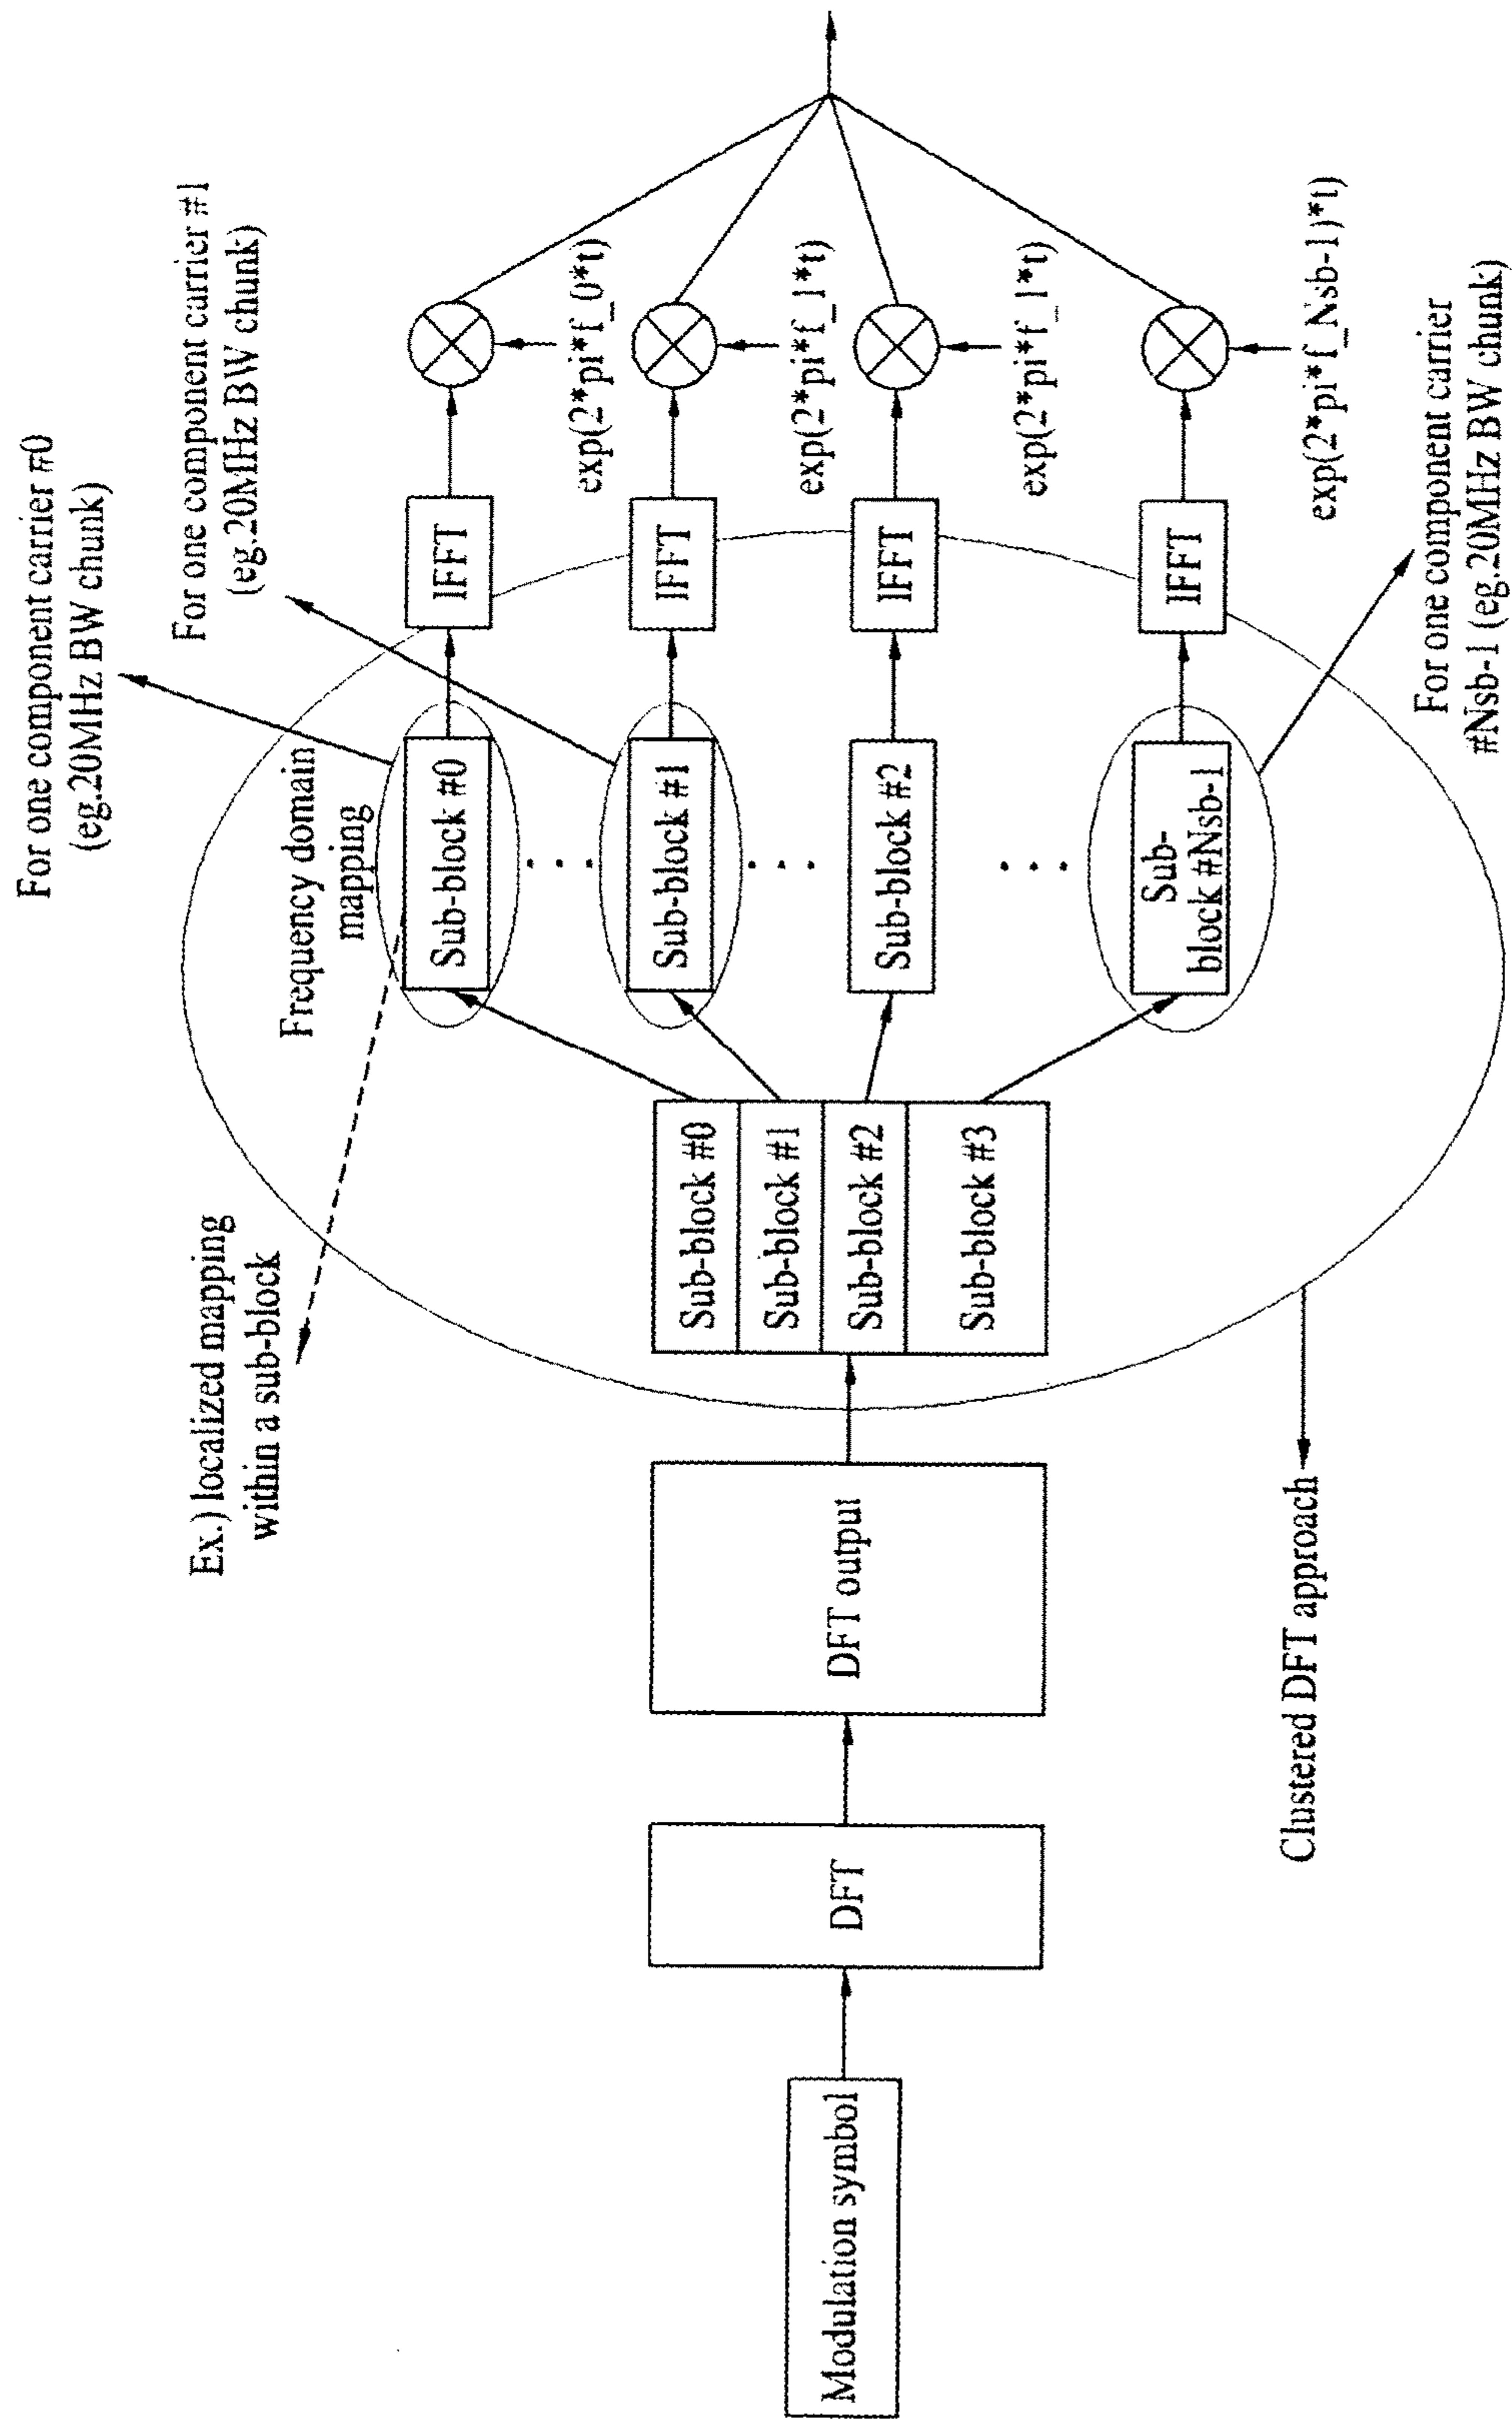 For one component carrier #0
(eg.20MHz BW chunk)
For one component carrier #1
(eg.20MHz BW chunk)
Ex.) localized mapping
within a sub-block
Frequency domain
mapping
Modulation symbol
DFT
DFT output
Sub-block #0
Sub-block #1
Sub-block #2
Sub-block #3
Sub-block #0
IFFT
exp(2*pi*f_0*t)
Sub-block #1
IFFT
exp(2*pi*f_1*t)
Sub-block #2
IFFT
exp(2*pi*f_1*t)
Sub-
block #Nsb-1
IFFT
exp(2*pi*f_Nsb-1)*t)
Clustered DFT approach
For one component carrier
#Nsb-1 (eg.20MHz BW chunk)